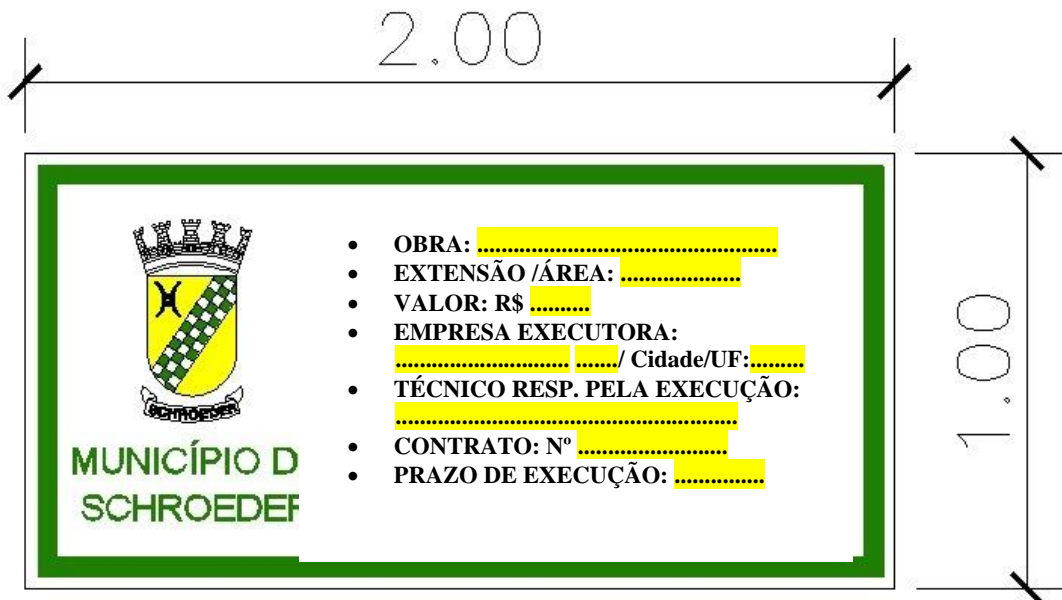 2.00
• OBRA: ..................................................
• EXTENSÃO /ÁREA: ....................
• VALOR: R$ ..........
• EMPRESA EXECUTORA:
............................. ......./ Cidade/UF:.........
• TÉCNICO RESP. PELA EXECUÇÃO:
.........................................................
• CONTRATO: Nº .........................
• PRAZO DE EXECUÇÃO: ...............
SCHROEDER
MUNICÍPIO D
SCHROEDER
1.00